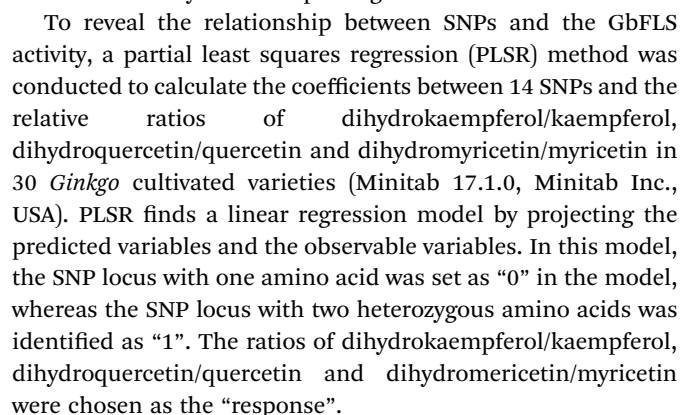 To reveal the relationship between SNPs and the GbFLS
activity, a partial least squares regression (PLSR) method was
conducted to calculate the coefficients between 14 SNPs and the
relative ratios of dihydrokaempferol/kaempferol,
dihydroquercetin/quercetin and dihydromyricetin/myricetin in
30 Ginkgo cultivated varieties (Minitab 17.1.0, Minitab Inc.,
USA). PLSR finds a linear regression model by projecting the
predicted variables and the observable variables. In this model,
the SNP locus with one amino acid was set as “0” in the model,
whereas the SNP locus with two heterozygous amino acids was
identified as “1”. The ratios of dihydrokaempferol/kaempferol,
dihydroquercetin/quercetin and dihydromericetin/myricetin
were chosen as the “response”.